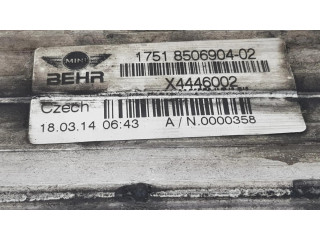 MINI
1751 8506904-02
BEHR
X4446002
Czech
18.03.14 06:43 A/N.0000358